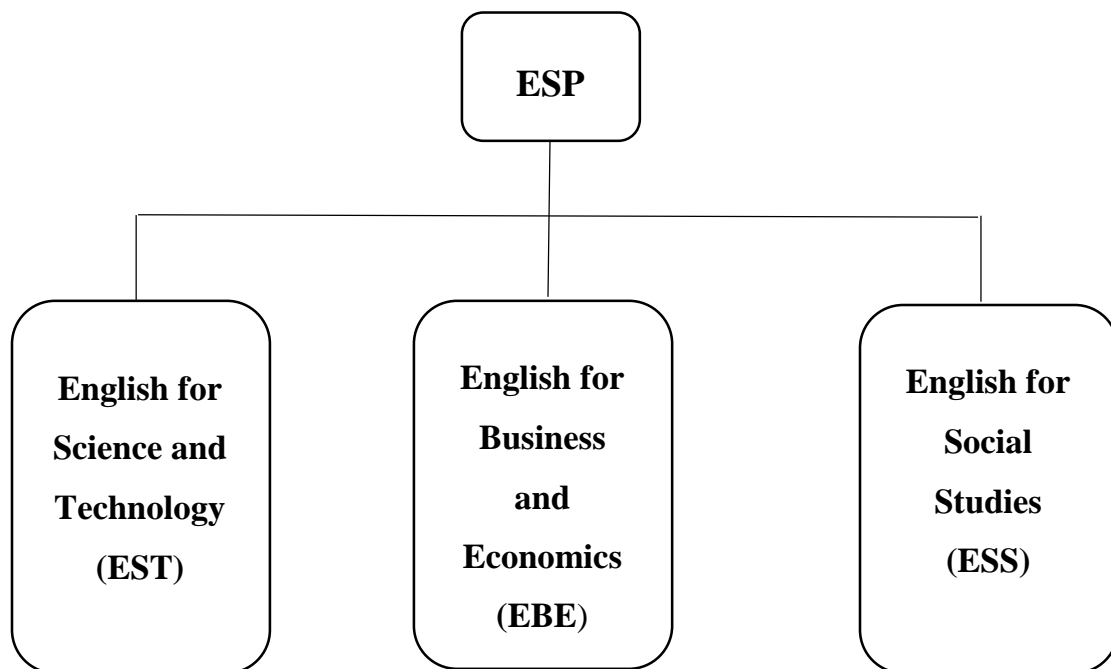 ESP
English for
Science and
Technology
(EST)
English for
Business
and
Economics
(EBE)
English for
Social
Studies
(ESS)